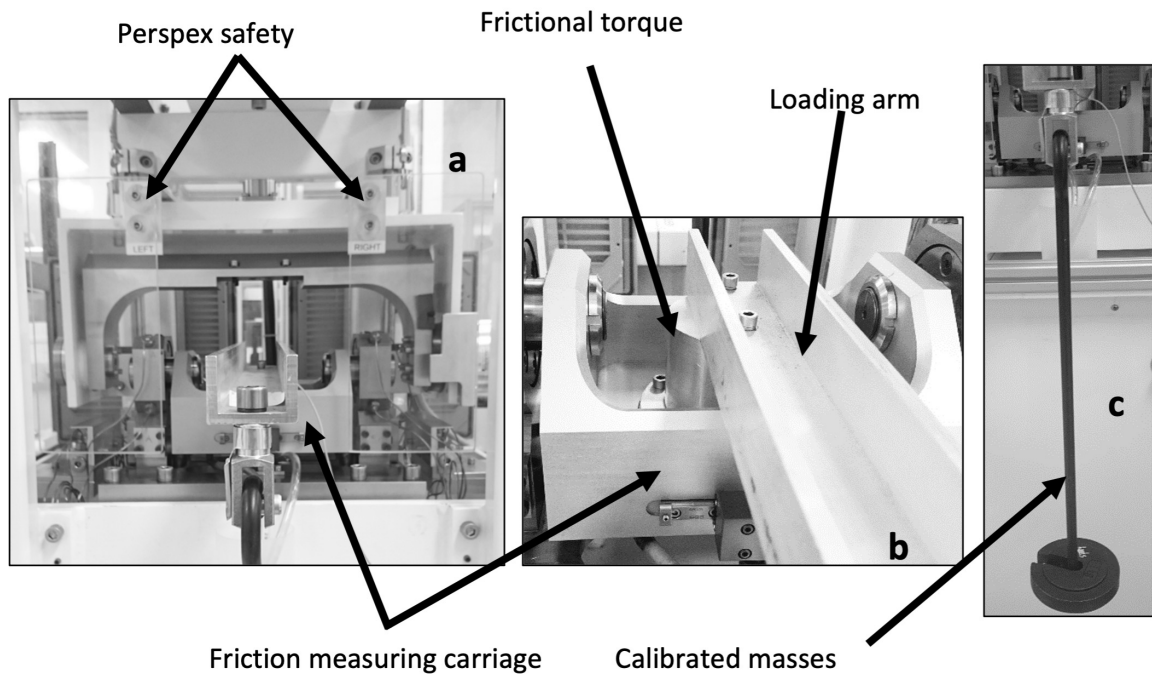 Perspex safety
Frictional torque
Loading arm
a
LEFT
RIGHT
b
c
Friction measuring carriage
Calibrated masses